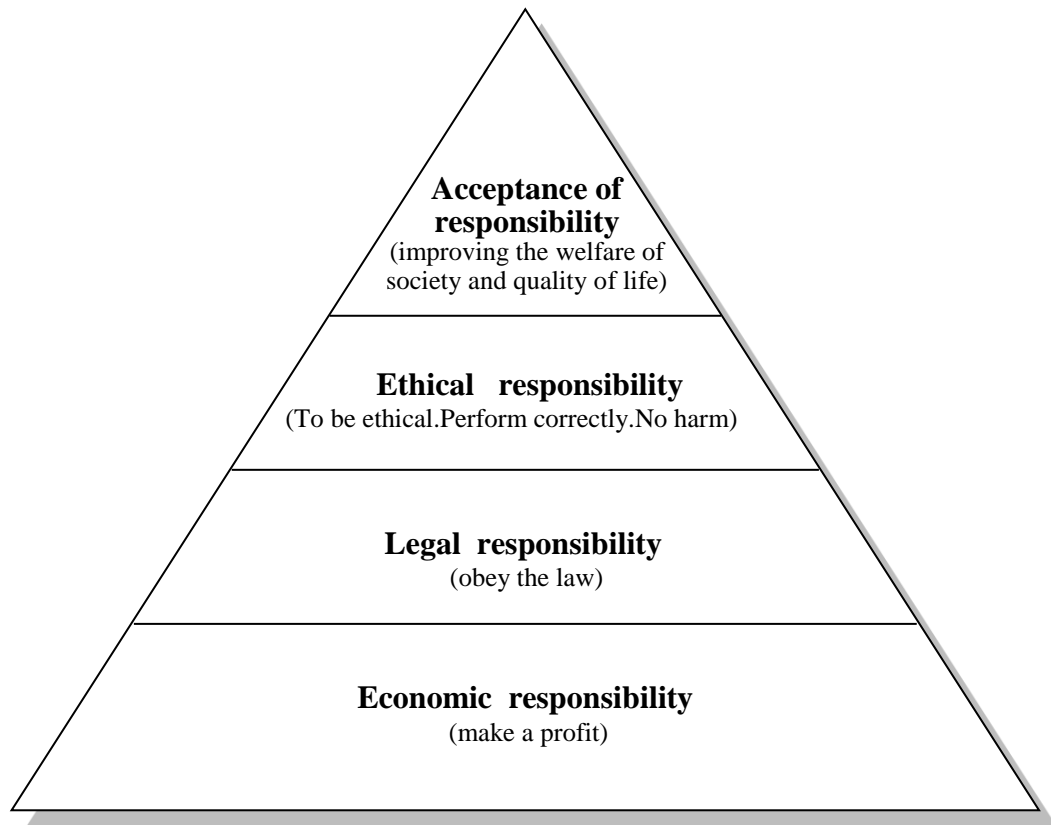 Acceptance of
responsibility
(improving the welfare of
society and quality of life)
Ethical responsibility
(To be ethical.Perform correctly.No harm)
Legal responsibility
(obey the law)
Economic responsibility
(make a profit)